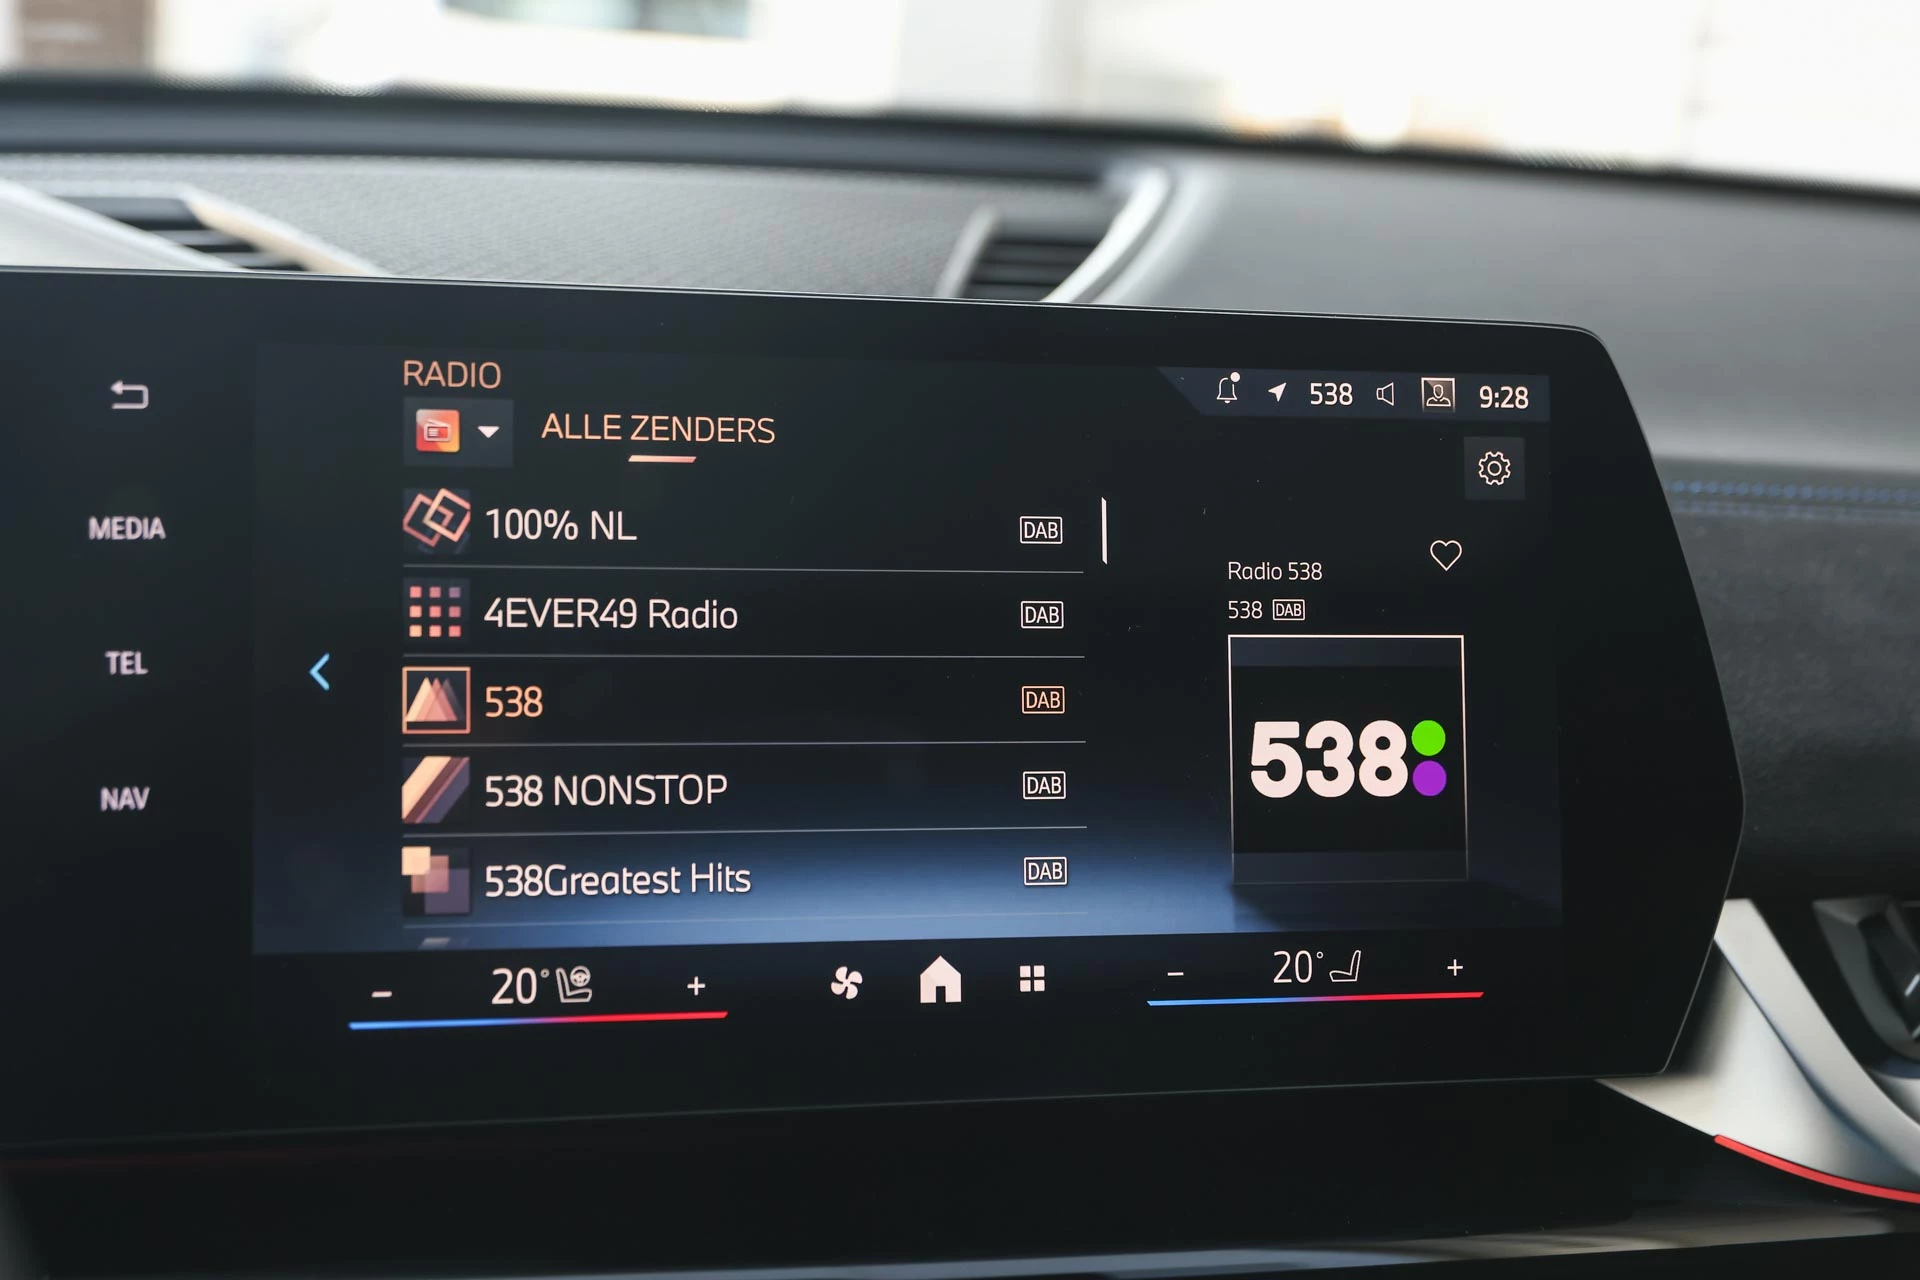 RADIO
ALLE ZENDERS
538 9:28
MEDIA
TEL
NAV
100% NL DAB
4EVER49 Radio DAB
538 DAB
538 NONSTOP DAB
538Greatest Hits DAB
Radio 538
538 DAB
538
- 20° +
- 20° +